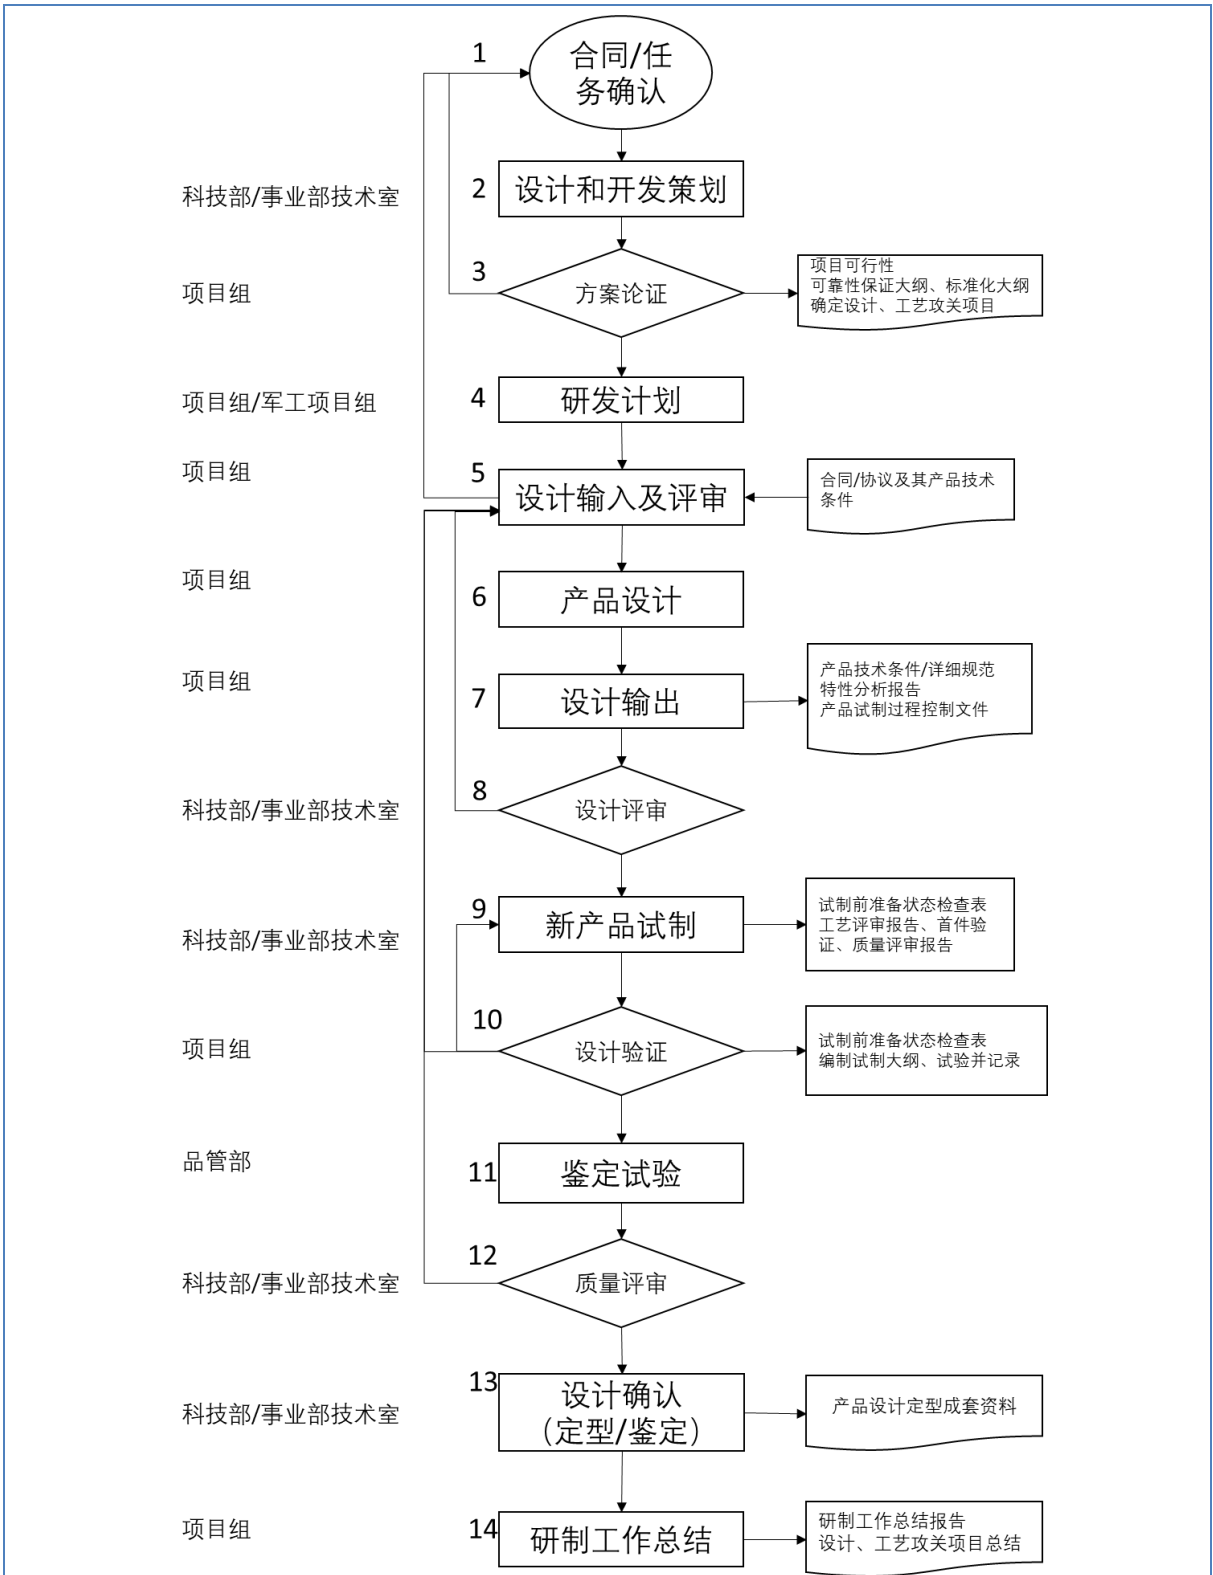 1
合同/任
务确认
科技部/事业部技术室
2
设计和开发策划
项目组
3
方案论证
项目可行性
可靠性保证大纲、标准化大纲
确定设计、工艺攻关项目
项目组/军工项目组
4
研发计划
项目组
5
设计输入及评审
合同/协议及其产品技术
条件
项目组
6
产品设计
项目组
7
设计输出
产品技术条件/详细规范
特性分析报告
产品试制过程控制文件
科技部/事业部技术室
8
设计评审
科技部/事业部技术室
9
新产品试制
试制前准备状态检查表
工艺评审报告、首件验
证、质量评审报告
项目组
10
设计验证
试制前准备状态检查表
编制试制大纲、试验并记录
品管部
11
鉴定试验
科技部/事业部技术室
12
质量评审
科技部/事业部技术室
13
设计确认
（定型/鉴定）
产品设计定型成套资料
项目组
14
研制工作总结
研制工作总结报告
设计、工艺攻关项目总结